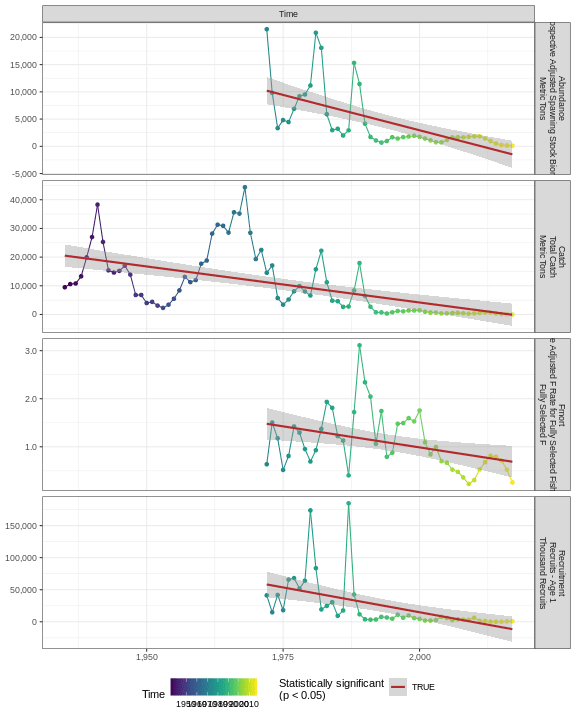 Time
20,000
15,000
10,000
5,000
0
-5,000
Abundance
Adjusted Spawning Stock
Metric Tons
40,000
30,000
20,000
10,000
0
Catch
Total Catch
Metric Tons
3.0
2.0
1.0
Fmort
Adjusted F Rate for Fully Selected Fish
Fully Selected F
150,000
100,000
50,000
0
Recruitment
Recruits - Age 1
Thousand Recruits
1,950
1,975
2,000
Time
Statistically significant
(p < 0.05)
TRUE